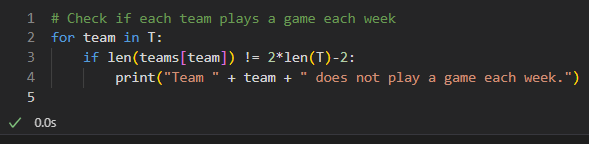 1 # Check if each team plays a game each week
2 for team in T:
3     if len(teams[team]) != 2*len(T)-2:
4         print("Team " + team + " does not play a game each week.")
5
✓ 0.0s